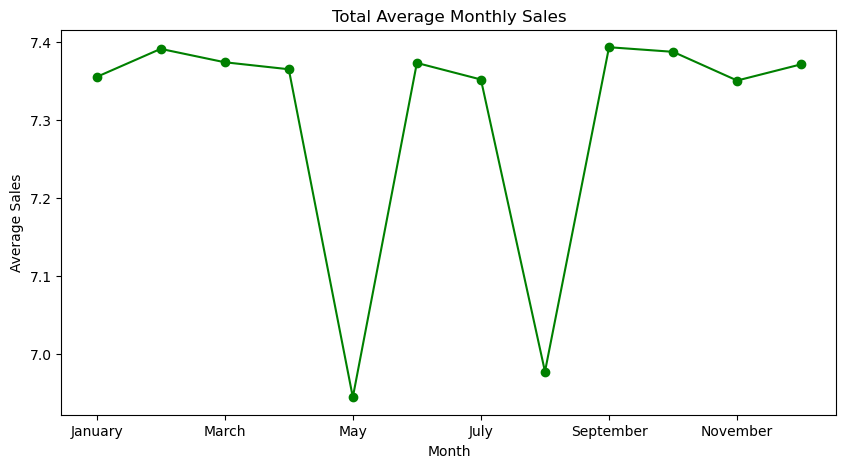 Total Average Monthly Sales
7.4
7.3
7.2
7.1
7.0
Average Sales
January March May July September November
Month